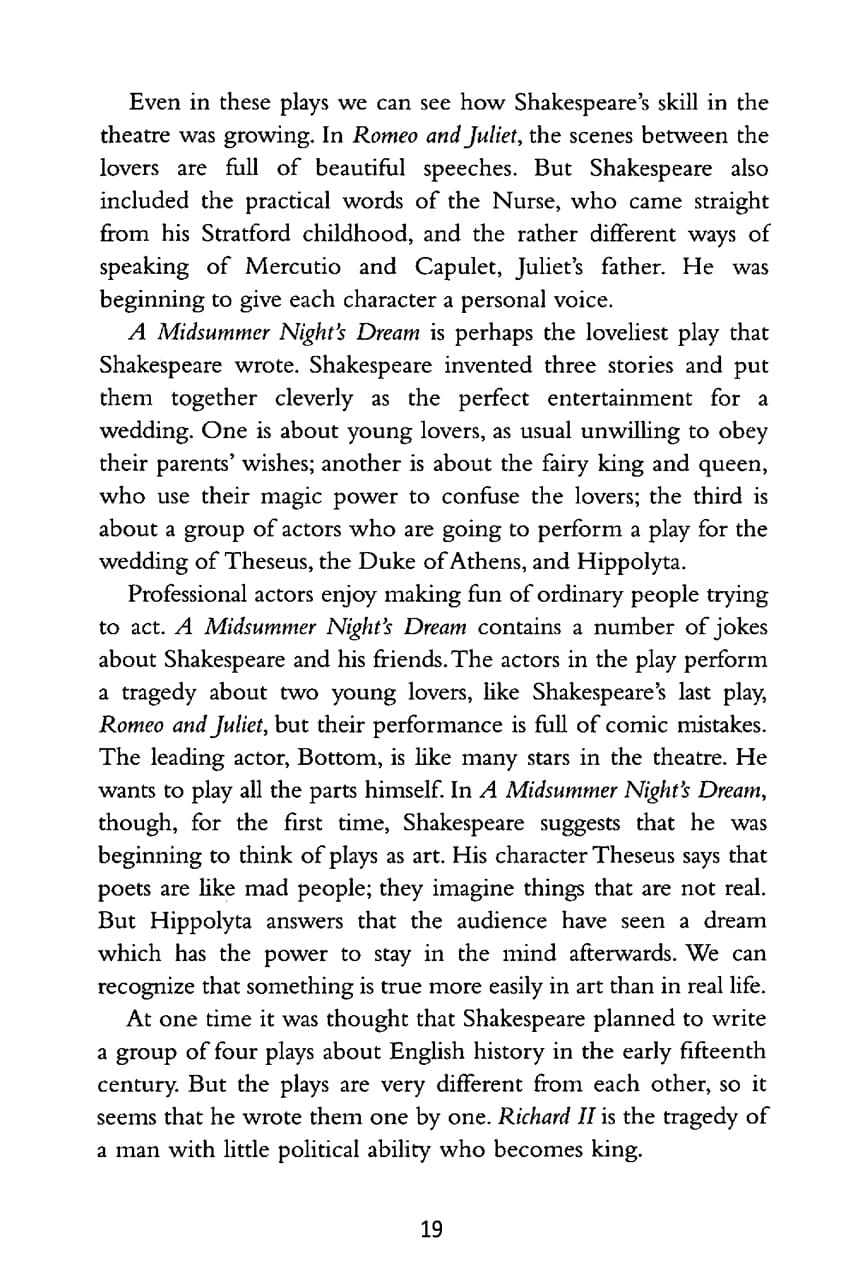 Even in these plays we can see how Shakespeare's skill in the
theatre was growing. In Romeo and Juliet, the scenes between the
lovers are full of beautiful speeches. But Shakespeare also
included the practical words of the Nurse, who came straight
from his Stratford childhood, and the rather different ways of
speaking of Mercutio and Capulet, Juliet's father. He was
beginning to give each character a personal voice.
A Midsummer Night's Dream is perhaps the loveliest play that
Shakespeare wrote. Shakespeare invented three stories and put
them together cleverly as the perfect entertainment for a
wedding. One is about young lovers, as usual unwilling to obey
their parents' wishes; another is about the fairy king and queen,
who use their magic power to confuse the lovers; the third is
about a group of actors who are going to perform a play for the
wedding of Theseus, the Duke of Athens, and Hippolyta.
Professional actors enjoy making fun of ordinary people trying
to act. A Midsummer Night's Dream contains a number of jokes
about Shakespeare and his friends. The actors in the play perform
a tragedy about two young lovers, like Shakespeare's last play,
Romeo and Juliet, but their performance is full of comic mistakes.
The leading actor, Bottom, is like many stars in the theatre. He
wants to play all the parts himself. In A Midsummer Night's Dream,
though, for the first time, Shakespeare suggests that he was
beginning to think of plays as art. His character Theseus says that
poets are like mad people; they imagine things that are not real.
But Hippolyta answers that the audience have seen a dream
which has the power to stay in the mind afterwards. We can
recognize that something is true more easily in art than in real life.
At one time it was thought that Shakespeare planned to write
a group of four plays about English history in the early fifteenth
century. But the plays are very different from each other, so it
seems that he wrote them one by one. Richard II is the tragedy of
a man with little political ability who becomes king.
19